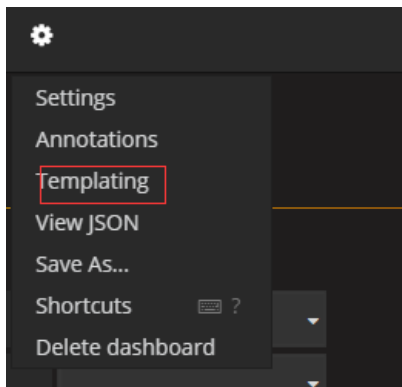 Settings
Annotations
Templating
View JSON
Save As...
Shortcuts ?
Delete dashboard